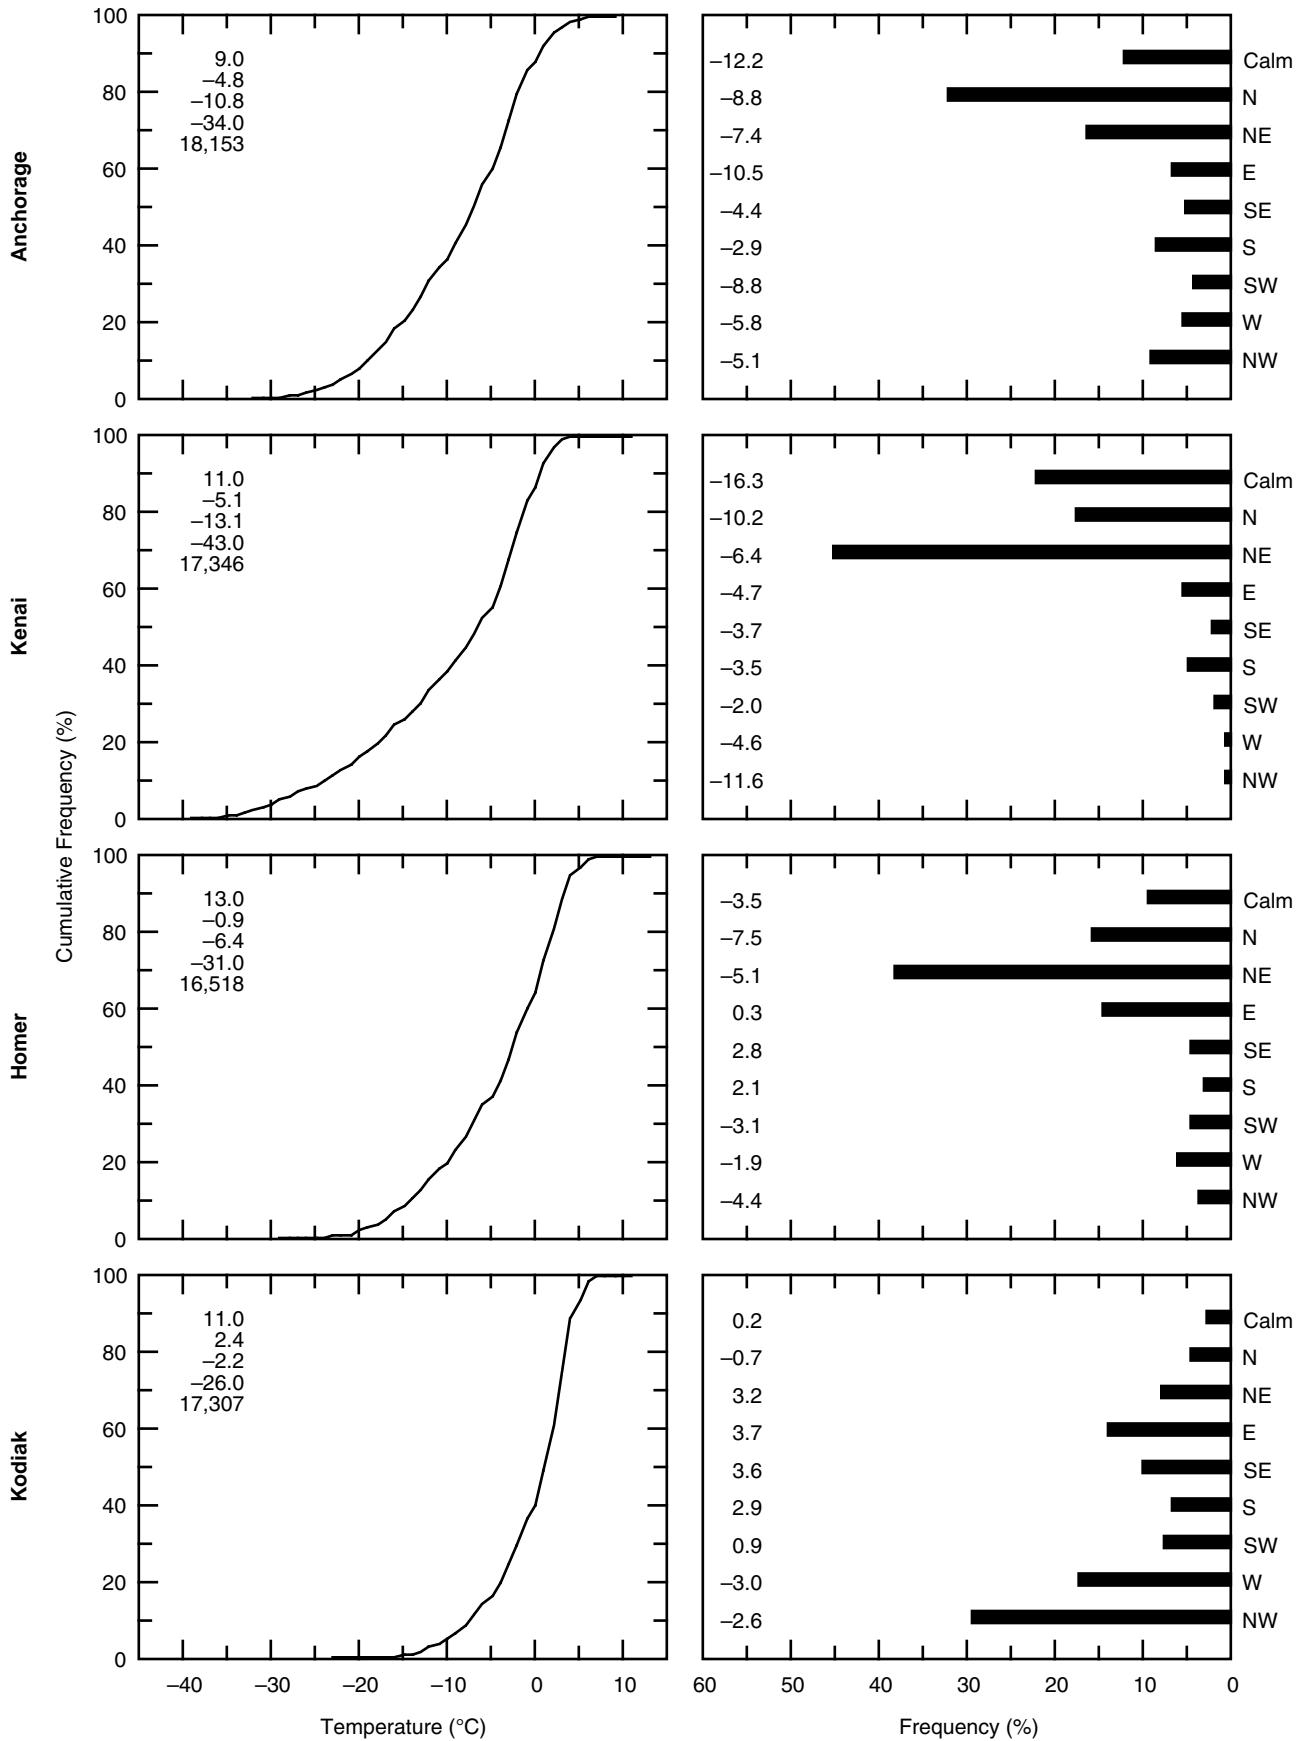 Cumulative Frequency (%)
Anchorage
100
80
60
40
20
0
9.0
−4.8
−10.8
−34.0
18,153
−12.2 Calm
−8.8 N
−7.4 NE
−10.5 E
−4.4 SE
−2.9 S
−8.8 SW
−5.8 W
−5.1 NW
Kenai
100
80
60
40
20
0
11.0
−5.1
−13.1
−43.0
17,346
−16.3 Calm
−10.2 N
−6.4 NE
−4.7 E
−3.7 SE
−3.5 S
−2.0 SW
−4.6 W
−11.6 NW
Homer
100
80
60
40
20
0
13.0
−0.9
−6.4
−31.0
16,518
−3.5 Calm
−7.5 N
−5.1 NE
0.3 E
2.8 SE
2.1 S
−3.1 SW
−1.9 W
−4.4 NW
Kodiak
100
80
60
40
20
0
11.0
2.4
−2.2
−26.0
17,307
0.2 Calm
−0.7 N
3.2 NE
3.7 E
3.6 SE
2.9 S
0.9 SW
−3.0 W
−2.6 NW
−40 −30 −20 −10 0 10
60 50 40 30 20 10 0
Temperature (°C)
Frequency (%)